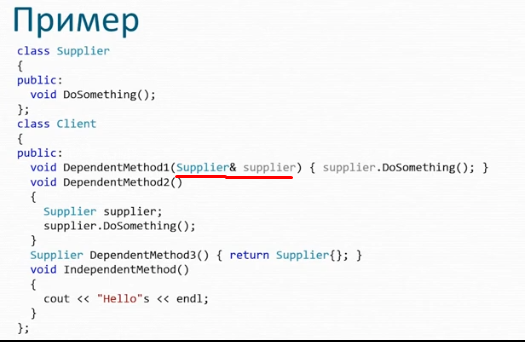 Пример
class Supplier
{
public:
void DoSomething();
};
class Client
{
public:
void DependentMethod1(Supplier& supplier) { supplier.DoSomething(); }
void DependentMethod2()
{
Supplier supplier;
supplier.DoSomething();
}
Supplier DependentMethod3() { return Supplier{}; }
void IndependentMethod()
{
cout << "Hello"s << endl;
}
};